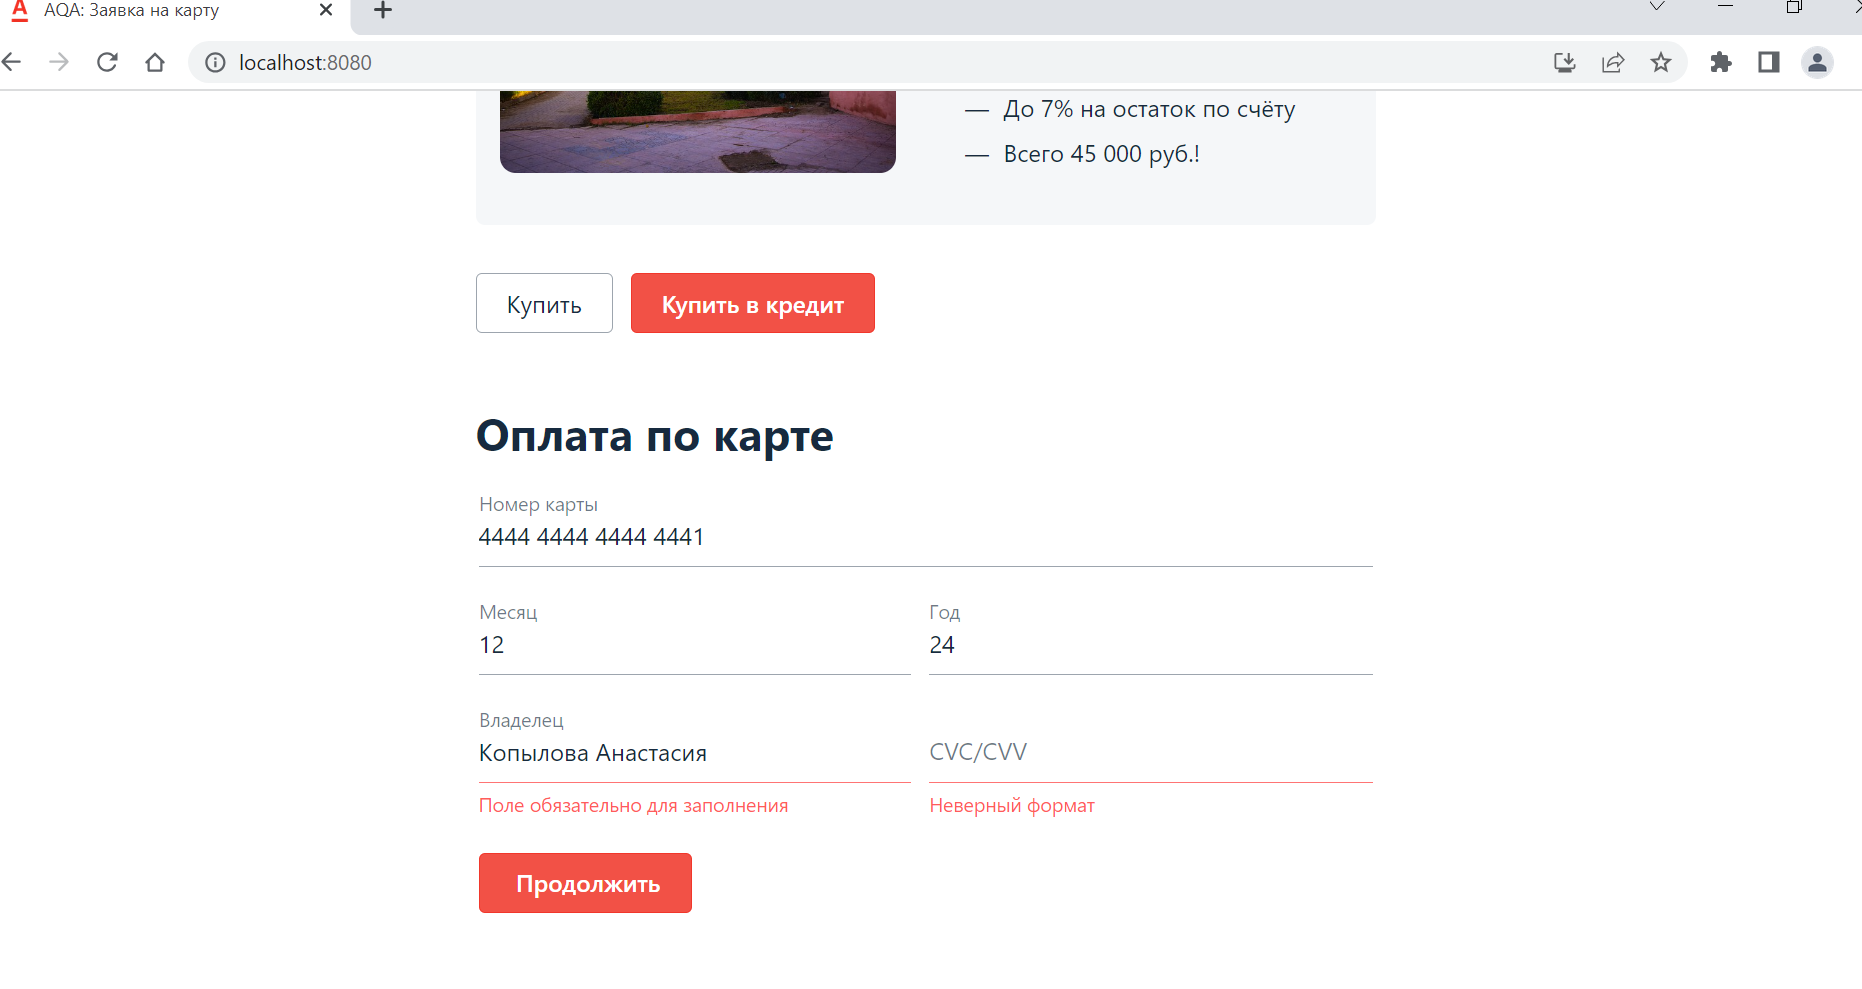 AQA: Заявка на карту
localhost:8080
— До 7% на остаток по счёту
— Всего 45 000 руб.!
Купить
Купить в кредит
Оплата по карте
Номер карты
4444 4444 4444 4441
Месяц
Год
12
24
Владелец
Копылова Анастасия
CVC/CVV
Поле обязательно для заполнения
Неверный формат
Продолжить